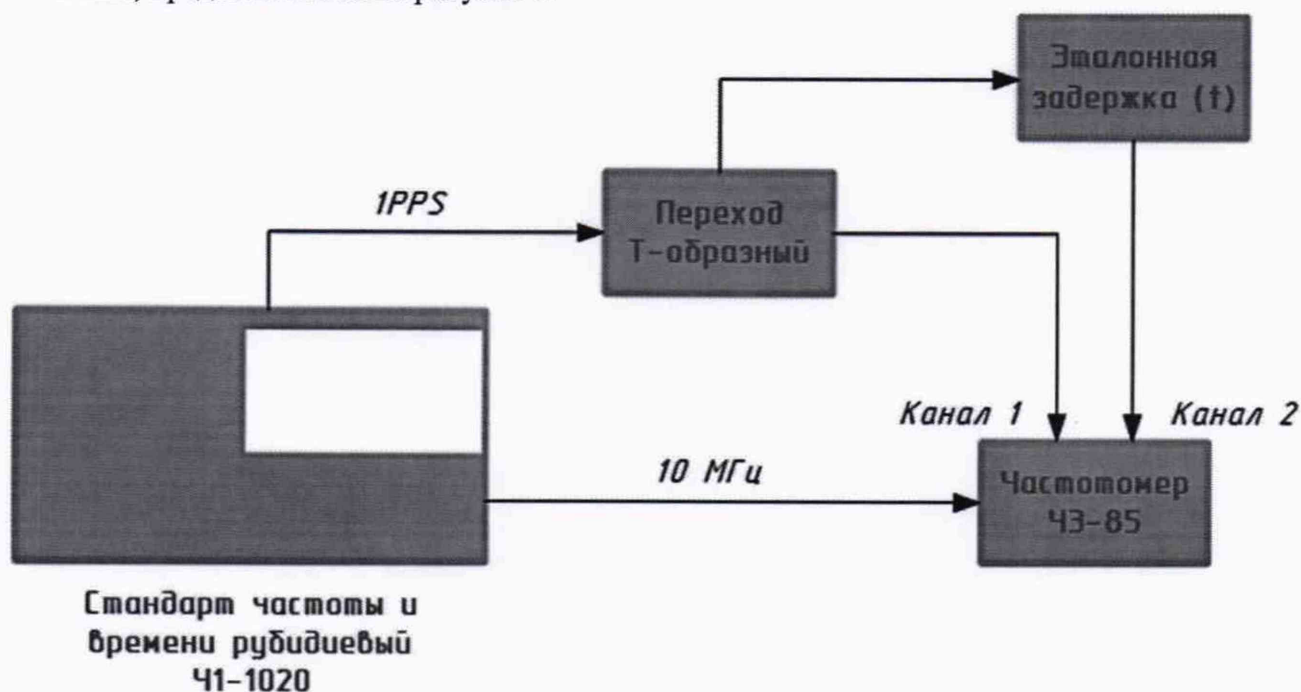 Эталонная
задержка (t)
1PPS
Переход
Т-образный
Канал 1
Канал 2
10 МГц
Частотомер
ЧЗ-85
Стандарт частоты и
времени рубидиевый
Ч1-1020